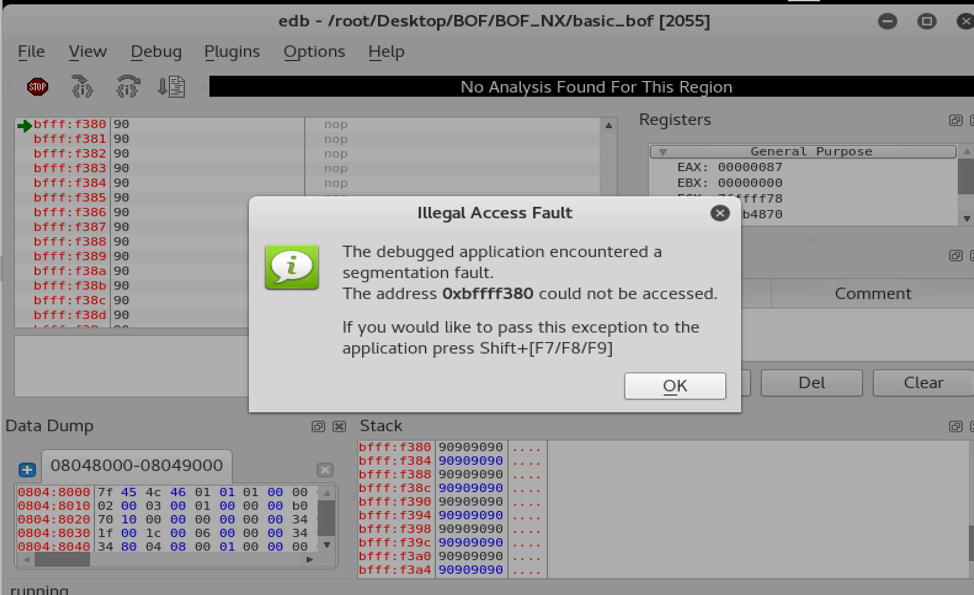 edb - /root/Desktop/BOF/BOF_NX/basic_bof [2055]
File View Debug Plugins Options Help
STOP
No Analysis Found For This Region
bfff:f380 90 nop
bfff:f381 90 nop
bfff:f382 90 nop
bfff:f383 90 nop
bfff:f384 90 nop
bfff:f385 90
bfff:f386 90
bfff:f387 90
bfff:f388 90
bfff:f389 90
bfff:f38a 90
bfff:f38b 90
bfff:f38c 90
bfff:f38d 90
Registers
General Purpose
EAX: 00000087
EBX: 00000000
b4870
Illegal Access Fault
The debugged application encountered a
segmentation fault.
The address 0xbffff380 could not be accessed.
If you would like to pass this exception to the
application press Shift+[F7/F8/F9]
OK
Comment
Del Clear
Data Dump
08048000-08049000
0804:8000 7f 45 4c 46 01 01 01 00 00
0804:8010 02 00 03 00 01 00 00 00 b0
0804:8020 70 10 00 00 00 00 00 00 34
0804:8030 1f 00 1c 00 06 00 00 00 34
0804:8040 34 80 04 08 00 01 00 00 00
Stack
bfff:f380 90909090 ....
bfff:f384 90909090 ....
bfff:f388 90909090 ....
bfff:f38c 90909090 ....
bfff:f390 90909090 ....
bfff:f394 90909090 ....
bfff:f398 90909090 ....
bfff:f39c 90909090 ....
bfff:f3a0 90909090 ....
bfff:f3a4 90909090 ....
running